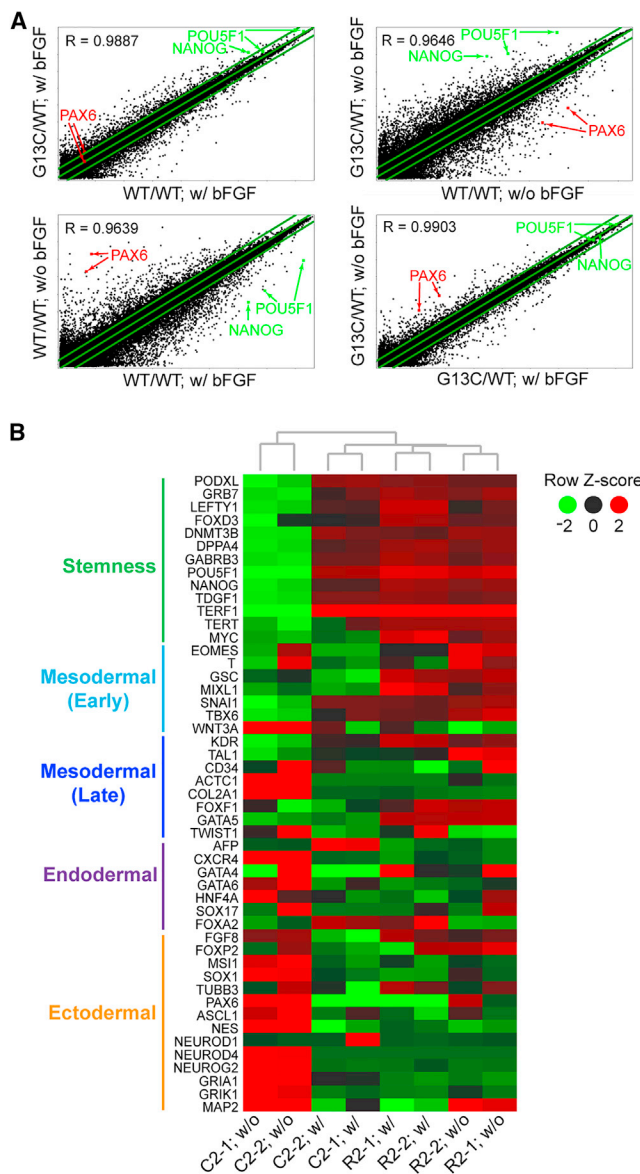 A
R = 0.9887
POU5F1
NANOG
PAX6
G13C/WT; w/ bFGF
WT/WT; w/ bFGF
R = 0.9646
POU5F1
NANOG
PAX6
G13C/WT; w/o bFGF
WT/WT; w/o bFGF
R = 0.9639
PAX6
POU5F1
NANOG
WT/WT; w/o bFGF
WT/WT; w/ bFGF
R = 0.9903
POU5F1
NANOG
PAX6
G13C/WT; w/o bFGF
G13C/WT; w/ bFGF
B
Row Z-score
-2 0 2
Stemness
PODXL
GRB7
LEFTY1
FOXD3
DNMT3B
DPPA4
GABRB3
POU5F1
NANOG
TDGF1
TERF1
TERT
MYC
Mesodermal
(Early)
EOMES
T
GSC
MIXL1
SNAI1
TBX6
WNT3A
Mesodermal
(Late)
KDR
TAL1
CD34
ACTC1
COL2A1
FOXF1
GATA5
TWIST1
Endodermal
AFP
CXCR4
GATA4
GATA6
HNF4A
SOX17
FOXA2
Ectodermal
FGF8
FOXP2
MSI1
SOX1
TUBB3
PAX6
ASCL1
NES
NEUROD1
NEUROD4
NEUROG2
GRIA1
GRIK1
MAP2
C2-1; w/o
C2-2; w/o
C2-2; w/
C2-1; w/
R2-1; w/
R2-2; w/
R2-2; w/o
R2-1; w/o